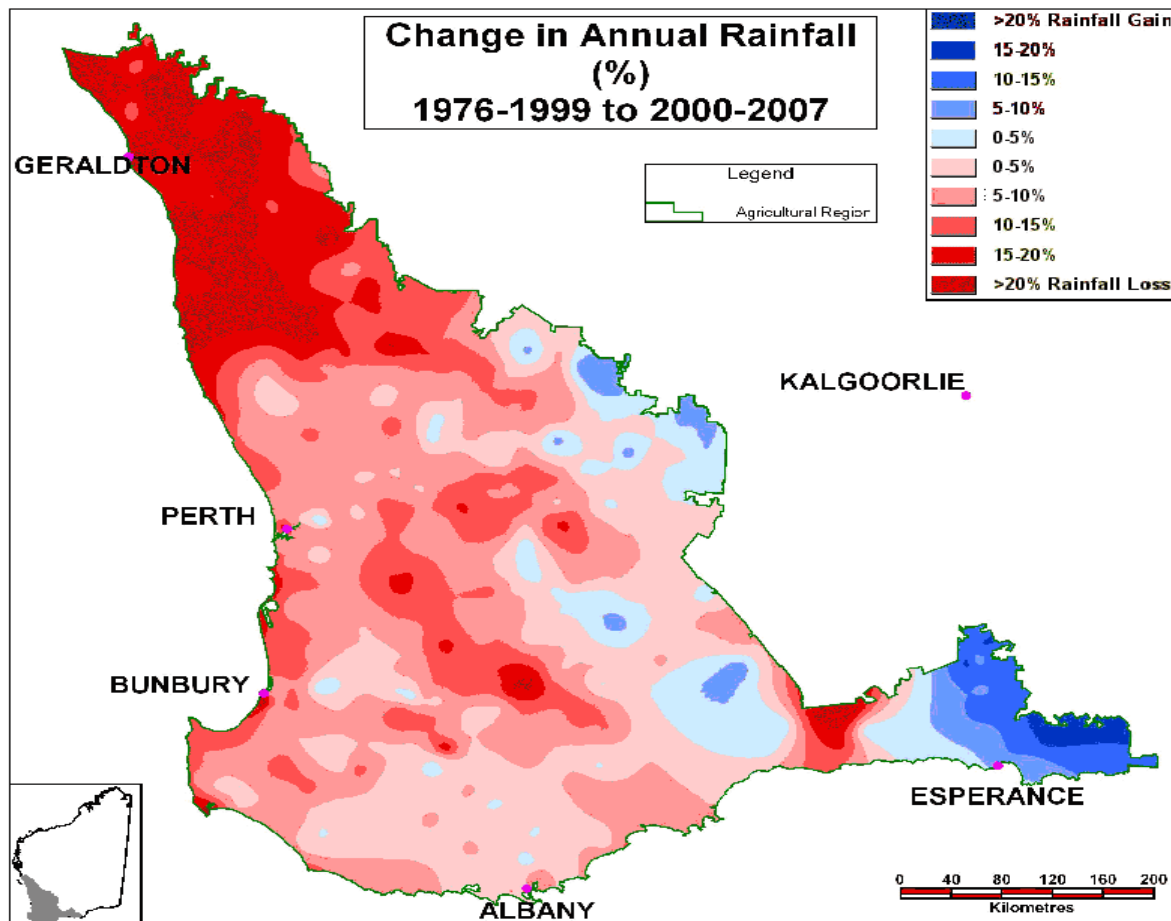 Change in Annual Rainfall
(%)
1976-1999 to 2000-2007
>20% Rainfall Gain
15-20%
10-15%
5-10%
0-5%
0-5%
5-10%
10-15%
15-20%
>20% Rainfall Loss
Legend
Agricultural Region
GERALDTON
KALGOORLIE
PERTH
BUNBURY
ESPERANCE
ALBANY
0 40 80 120 160 200
Kilometres